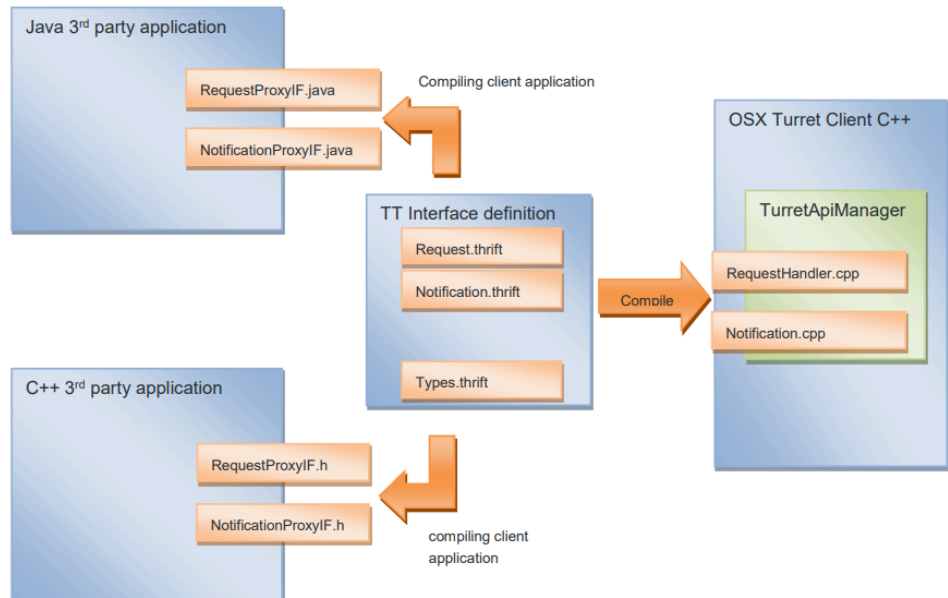 Java 3rd party application
RequestProxyIF.java
NotificationProxyIF.java
Compiling client application
TT Interface definition
Request.thrift
Notification.thrift
Types.thrift
Compile
OSX Turret Client C++
TurretApiManager
RequestHandler.cpp
Notification.cpp
C++ 3rd party application
RequestProxyIF.h
NotificationProxyIF.h
compiling client
application